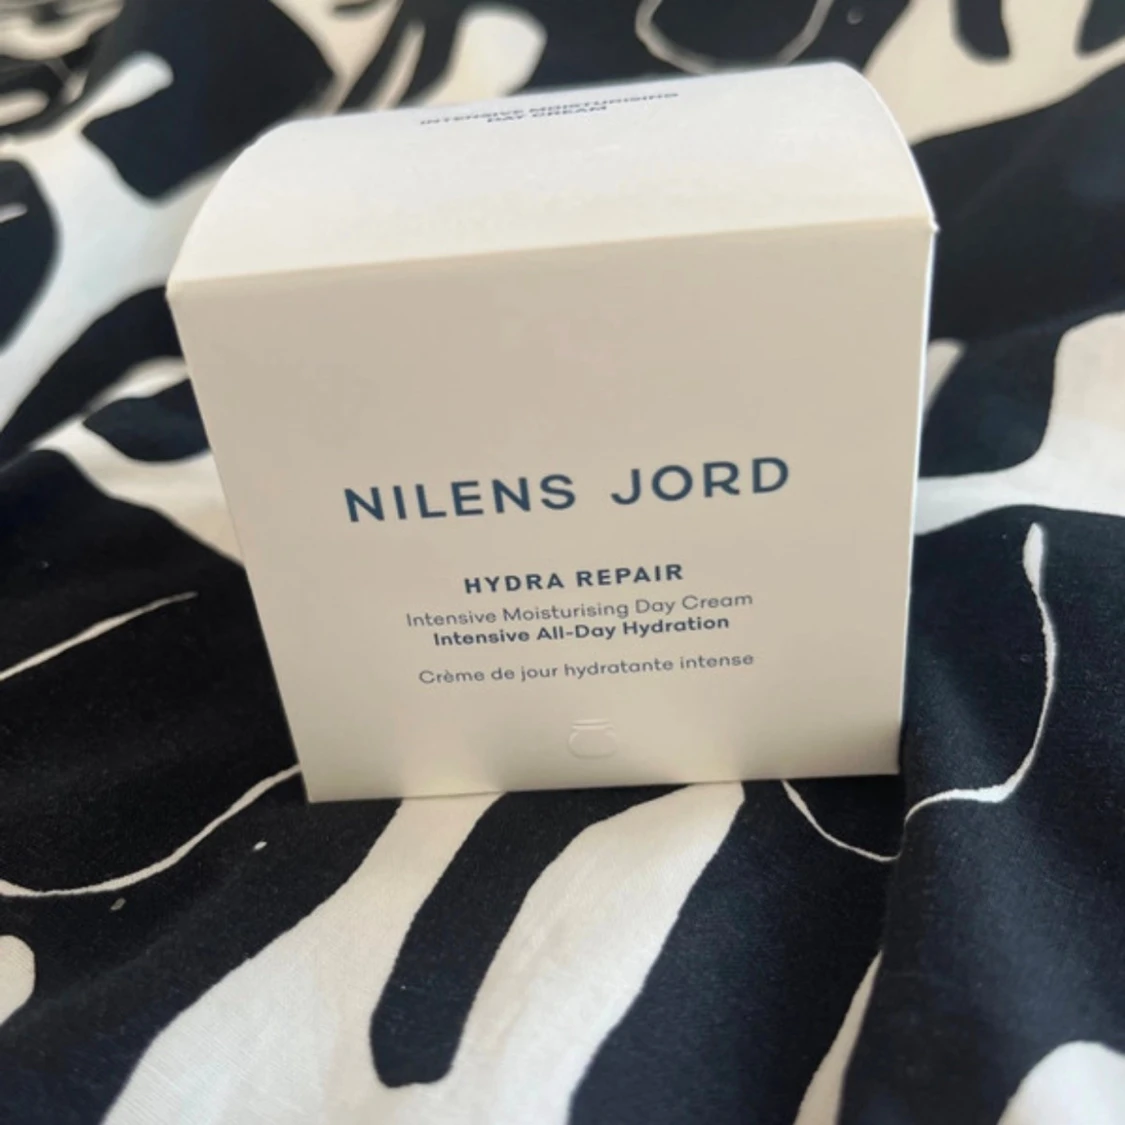 INTENSIVE MOISTURISING
DAY CREAM
NILENS JORD
HYDRA REPAIR
Intensive Moisturising Day Cream
Intensive All-Day Hydration
Crème de jour hydratante intense